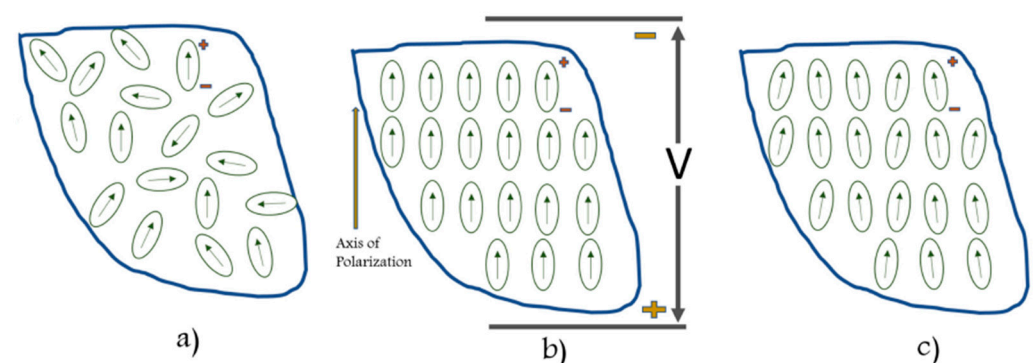 +
−
−
+
−
V
Axis of
Polarization
+
+
−
a)
b)
c)